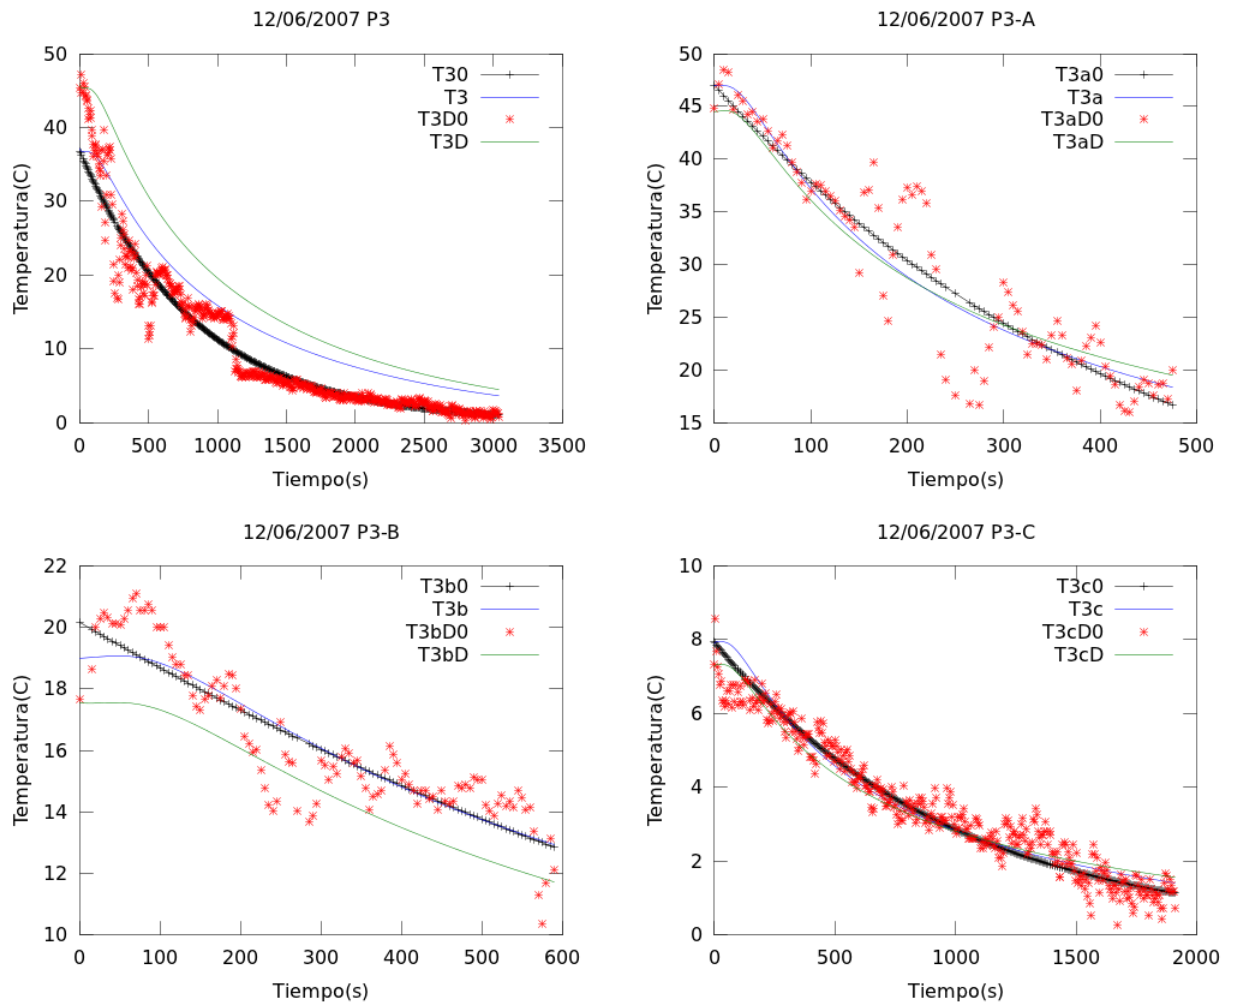 12/06/2007 P3
50
40
30
20
10
0
0 500 1000 1500 2000 2500 3000 3500
Temperatura(C)
Tiempo(s)
T30
T3
T3D0
T3D
12/06/2007 P3-A
50
45
40
35
30
25
20
15
0 100 200 300 400 500
Temperatura(C)
Tiempo(s)
T3a0
T3a
T3aD0
T3aD
12/06/2007 P3-B
22
20
18
16
14
12
10
0 100 200 300 400 500 600
Temperatura(C)
Tiempo(s)
T3b0
T3b
T3bD0
T3bD
12/06/2007 P3-C
10
8
6
4
2
0
0 500 1000 1500 2000
Temperatura(C)
Tiempo(s)
T3c0
T3c
T3cD0
T3cD